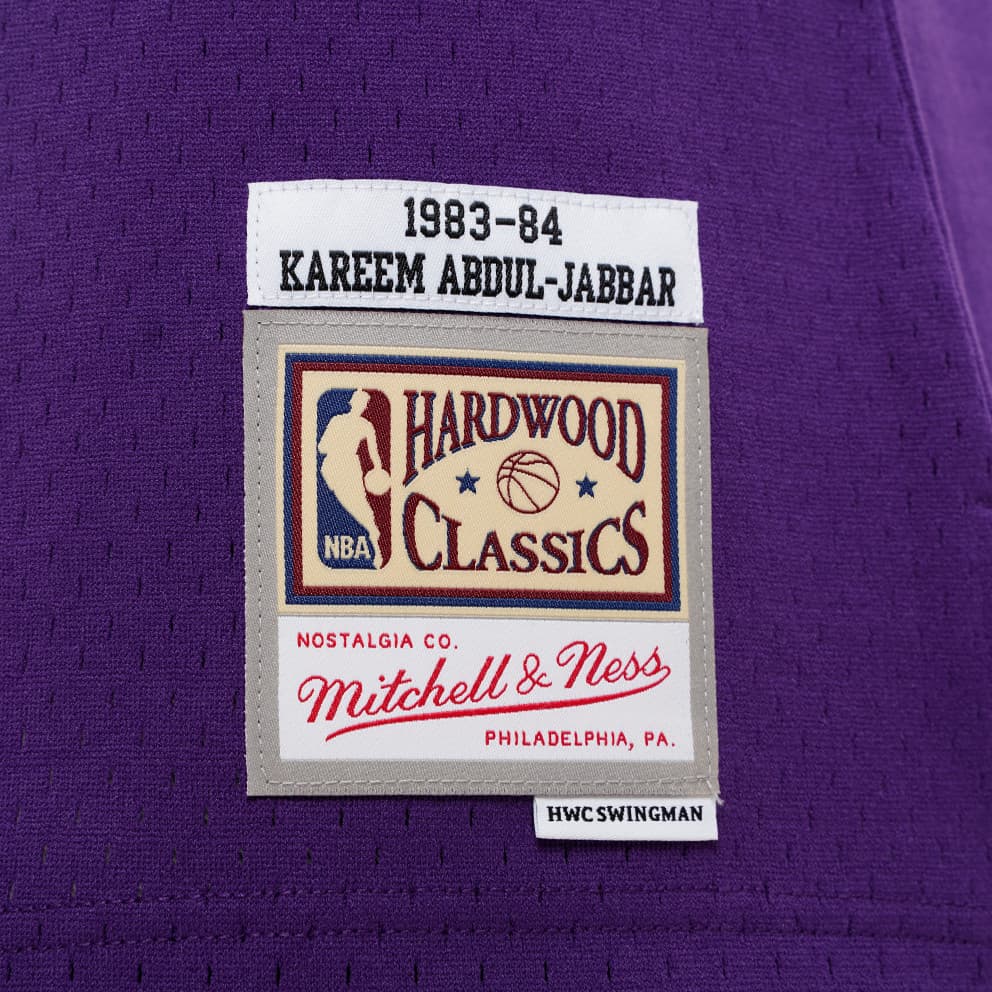 1983-84
KAREEM ABDUL-JABBAR
HARDWOOD
CLASSICS
NBA
NOSTALGIA CO.
Mitchell & Ness
PHILADELPHIA, PA.
HWC SWINGMAN